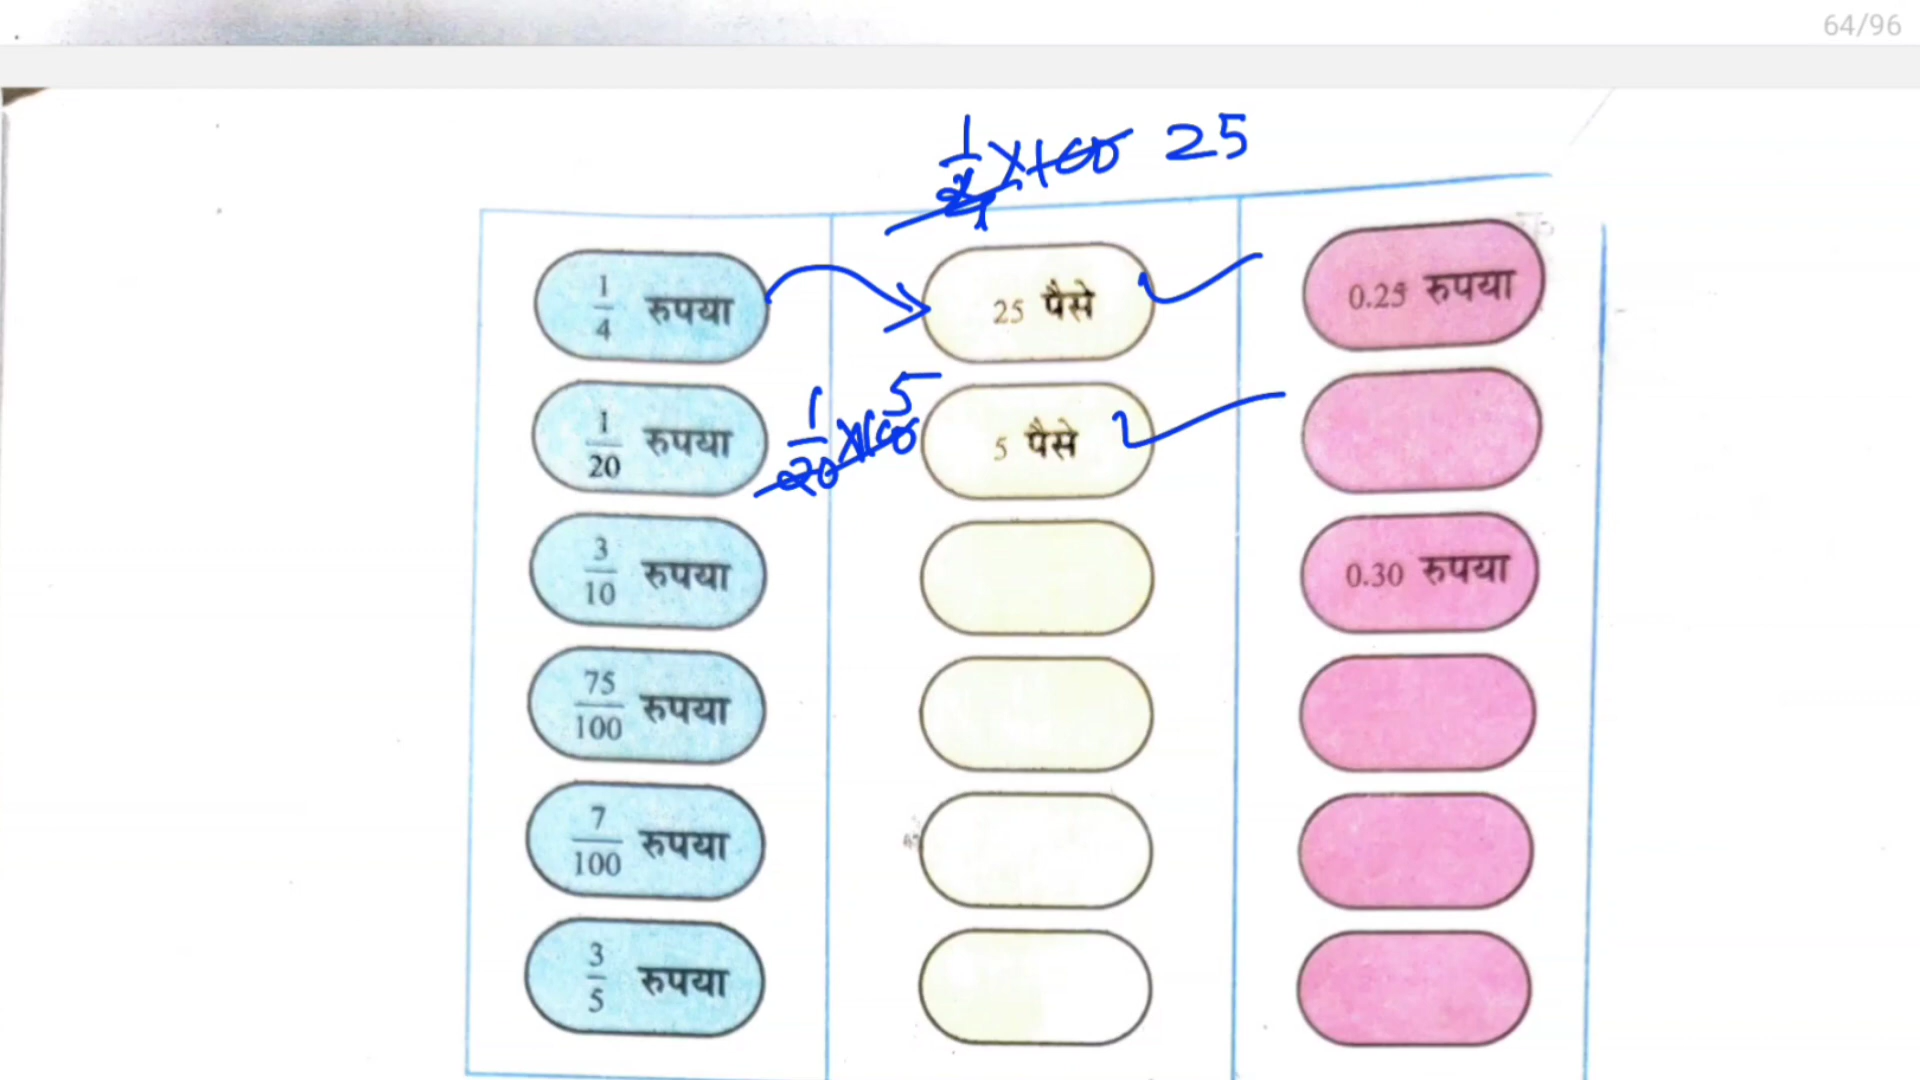 64/96
1/4 ×100 25
1
1/4 रुपया 25 पैसे 0.25 रुपया
1/20 ×100 5
1/20 रुपया 5 पैसे
3/10 रुपया 0.30 रुपया
75/100 रुपया
7/100 रुपया
3/5 रुपया